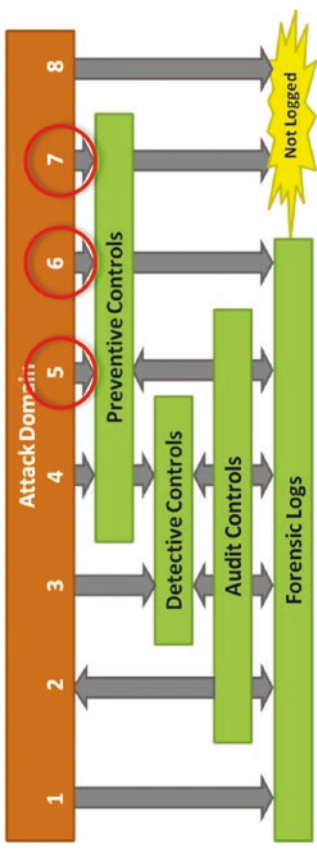 Attack Domain
1 2 3 4 5 6 7 8
Preventive Controls
Detective Controls
Audit Controls
Forensic Logs
Not Logged